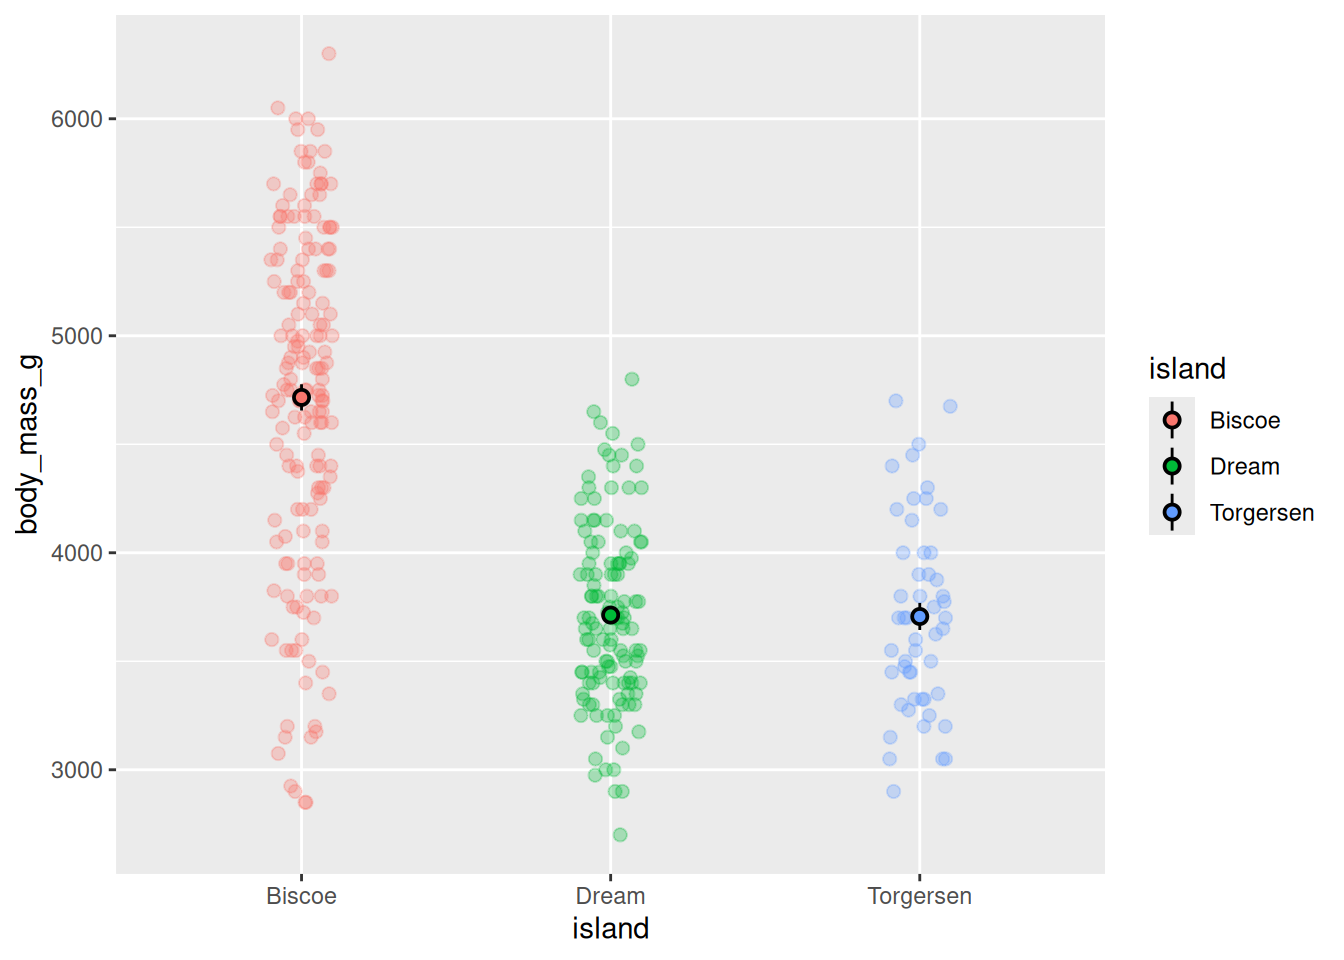 6000
5000
4000
3000
body_mass_g
Biscoe
Dream
Torgersen
island
island
Biscoe
Dream
Torgersen